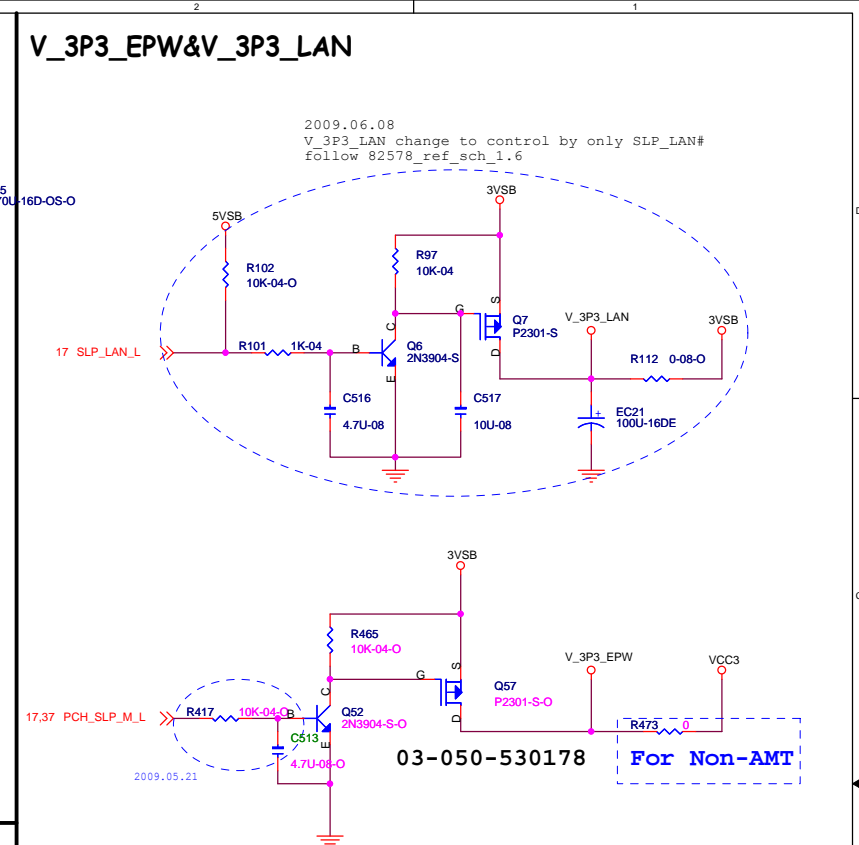 2 1
V_3P3_EPW&V_3P3_LAN
2009.06.08
V_3P3_LAN change to control by only SLP_LAN#
follow 82578_ref_sch_1.6
5
70U-16D-OS-O
D
5VSB
3VSB
R102
10K-04-O
R97
10K-04
C
G
S
Q7
P2301-S
D
V_3P3_LAN
3VSB
17 SLP_LAN_L
R101 1K-04
B
E
Q6
2N3904-S
R112 0-08-O
C516
4.7U-08
C517
10U-08
EC21
100U-16DE
+
3VSB
C
R465
10K-04-O
C
G
S
Q57
P2301-S-O
D
V_3P3_EPW
VCC3
17,37 PCH_SLP_M_L
R417 10K-04-O
B
E
Q52
2N3904-S-O
C513
4.7U-08-O
R473 0
03-050-530178
For Non-AMT
2009.05.21